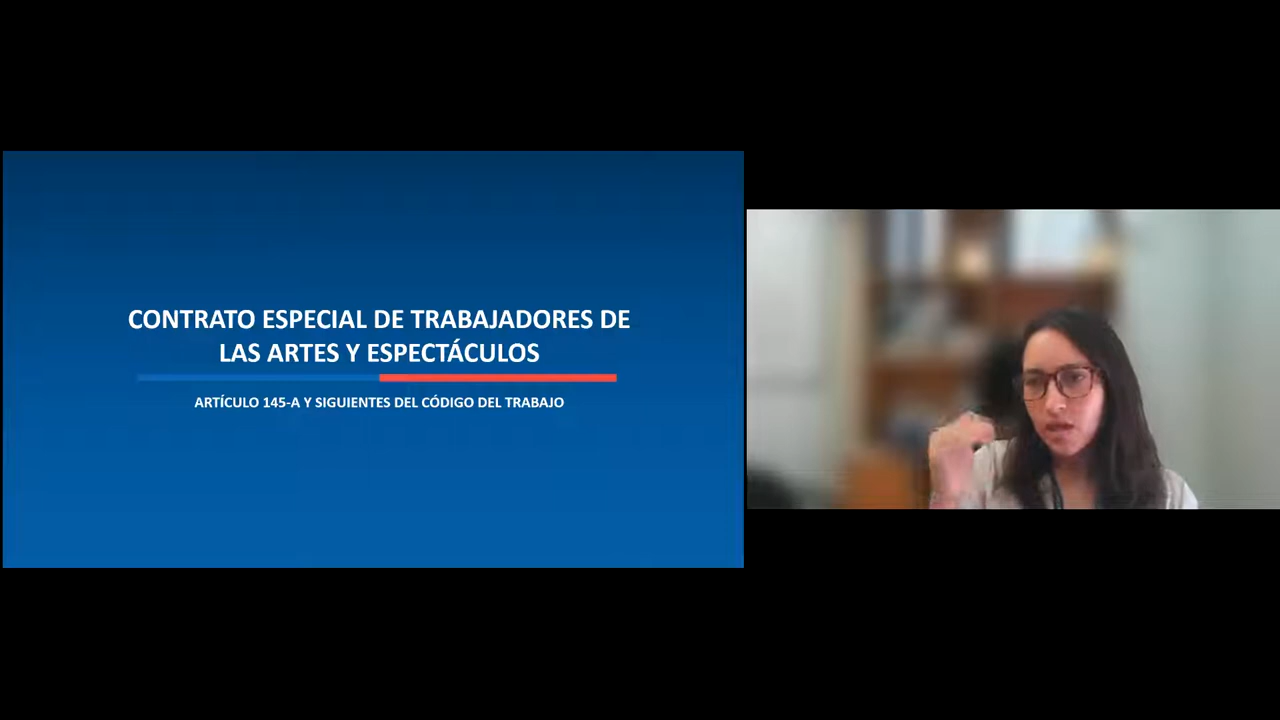 CONTRATO ESPECIAL DE TRABAJADORES DE
LAS ARTES Y ESPECTÁCULOS
ARTÍCULO 145-A Y SIGUIENTES DEL CÓDIGO DEL TRABAJO